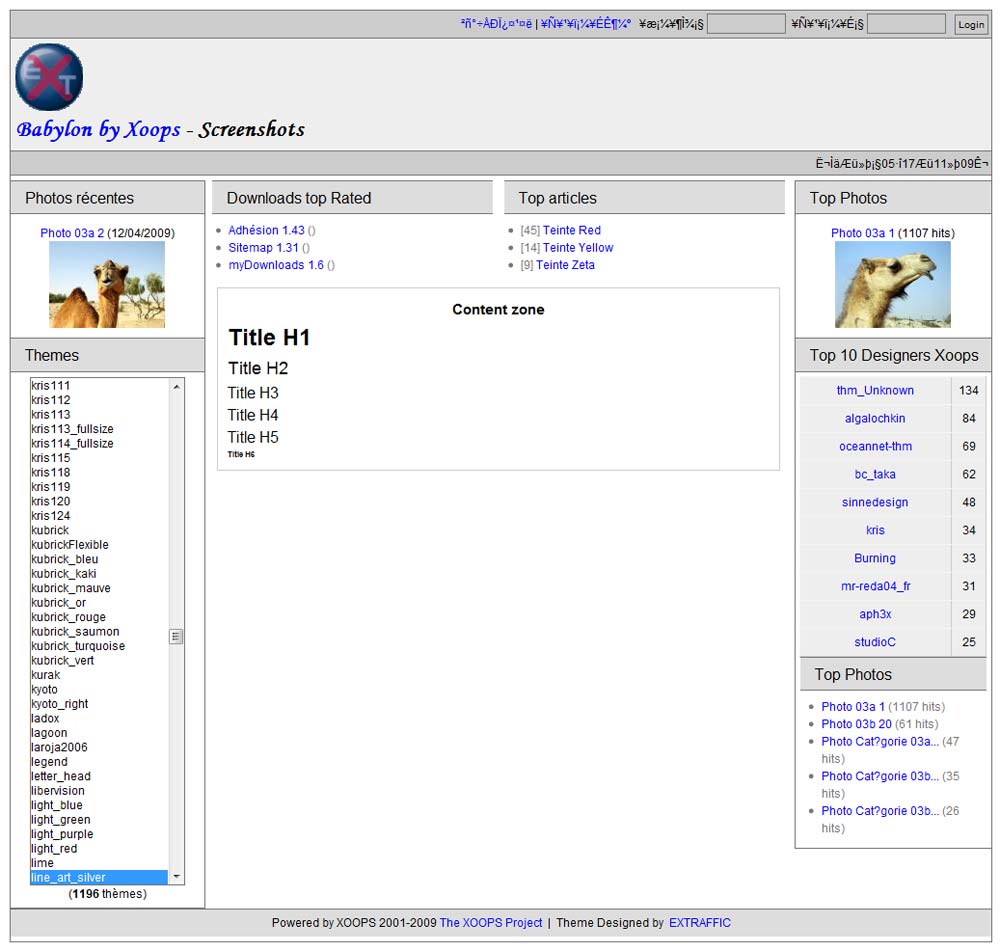 ²ñ°÷ÅÐÏ¿¤¹¤ë | ¥Ñ¥¹¥ï¡¼¥ÉÊ¶¼º ¥æ¡¼¥¶Ì¾¡§ ¥Ñ¥¹¥ï¡¼¥É¡§ Login
EXT
Babylon by Xoops - Screenshots
Ë¬ÌäÆü»þ¡§05·î17Æü11»þ09Ê¬
Photos récentes
Photo 03a 2 (12/04/2009)
Themes
kris111
kris112
kris113
kris113_fullsize
kris114_fullsize
kris115
kris118
kris119
kris120
kris124
kubrick
kubrickFlexible
kubrick_bleu
kubrick_kaki
kubrick_mauve
kubrick_or
kubrick_rouge
kubrick_saumon
kubrick_turquoise
kubrick_vert
kurak
kyoto
kyoto_right
ladox
lagoon
laroja2006
legend
letter_head
libervision
light_blue
light_green
light_purple
light_red
lime
line_art_silver
(1196 thèmes)
Downloads top Rated
Adhésion 1.43 ()
Sitemap 1.31 ()
myDownloads 1.6 ()
Top articles
[45] Teinte Red
[14] Teinte Yellow
[9] Teinte Zeta
Content zone
Title H1
Title H2
Title H3
Title H4
Title H5
Title H6
Top Photos
Photo 03a 1 (1107 hits)
Top 10 Designers Xoops
thm_Unknown 134
algalochkin 84
oceannet-thm 69
bc_taka 62
sinnedesign 48
kris 34
Burning 33
mr-reda04_fr 31
aph3x 29
studioC 25
Top Photos
Photo 03a 1 (1107 hits)
Photo 03b 20 (61 hits)
Photo Cat?gorie 03a... (47
hits)
Photo Cat?gorie 03b... (35
hits)
Photo Cat?gorie 03b... (26
hits)
Powered by XOOPS 2001-2009 The XOOPS Project | Theme Designed by EXTRAFFIC